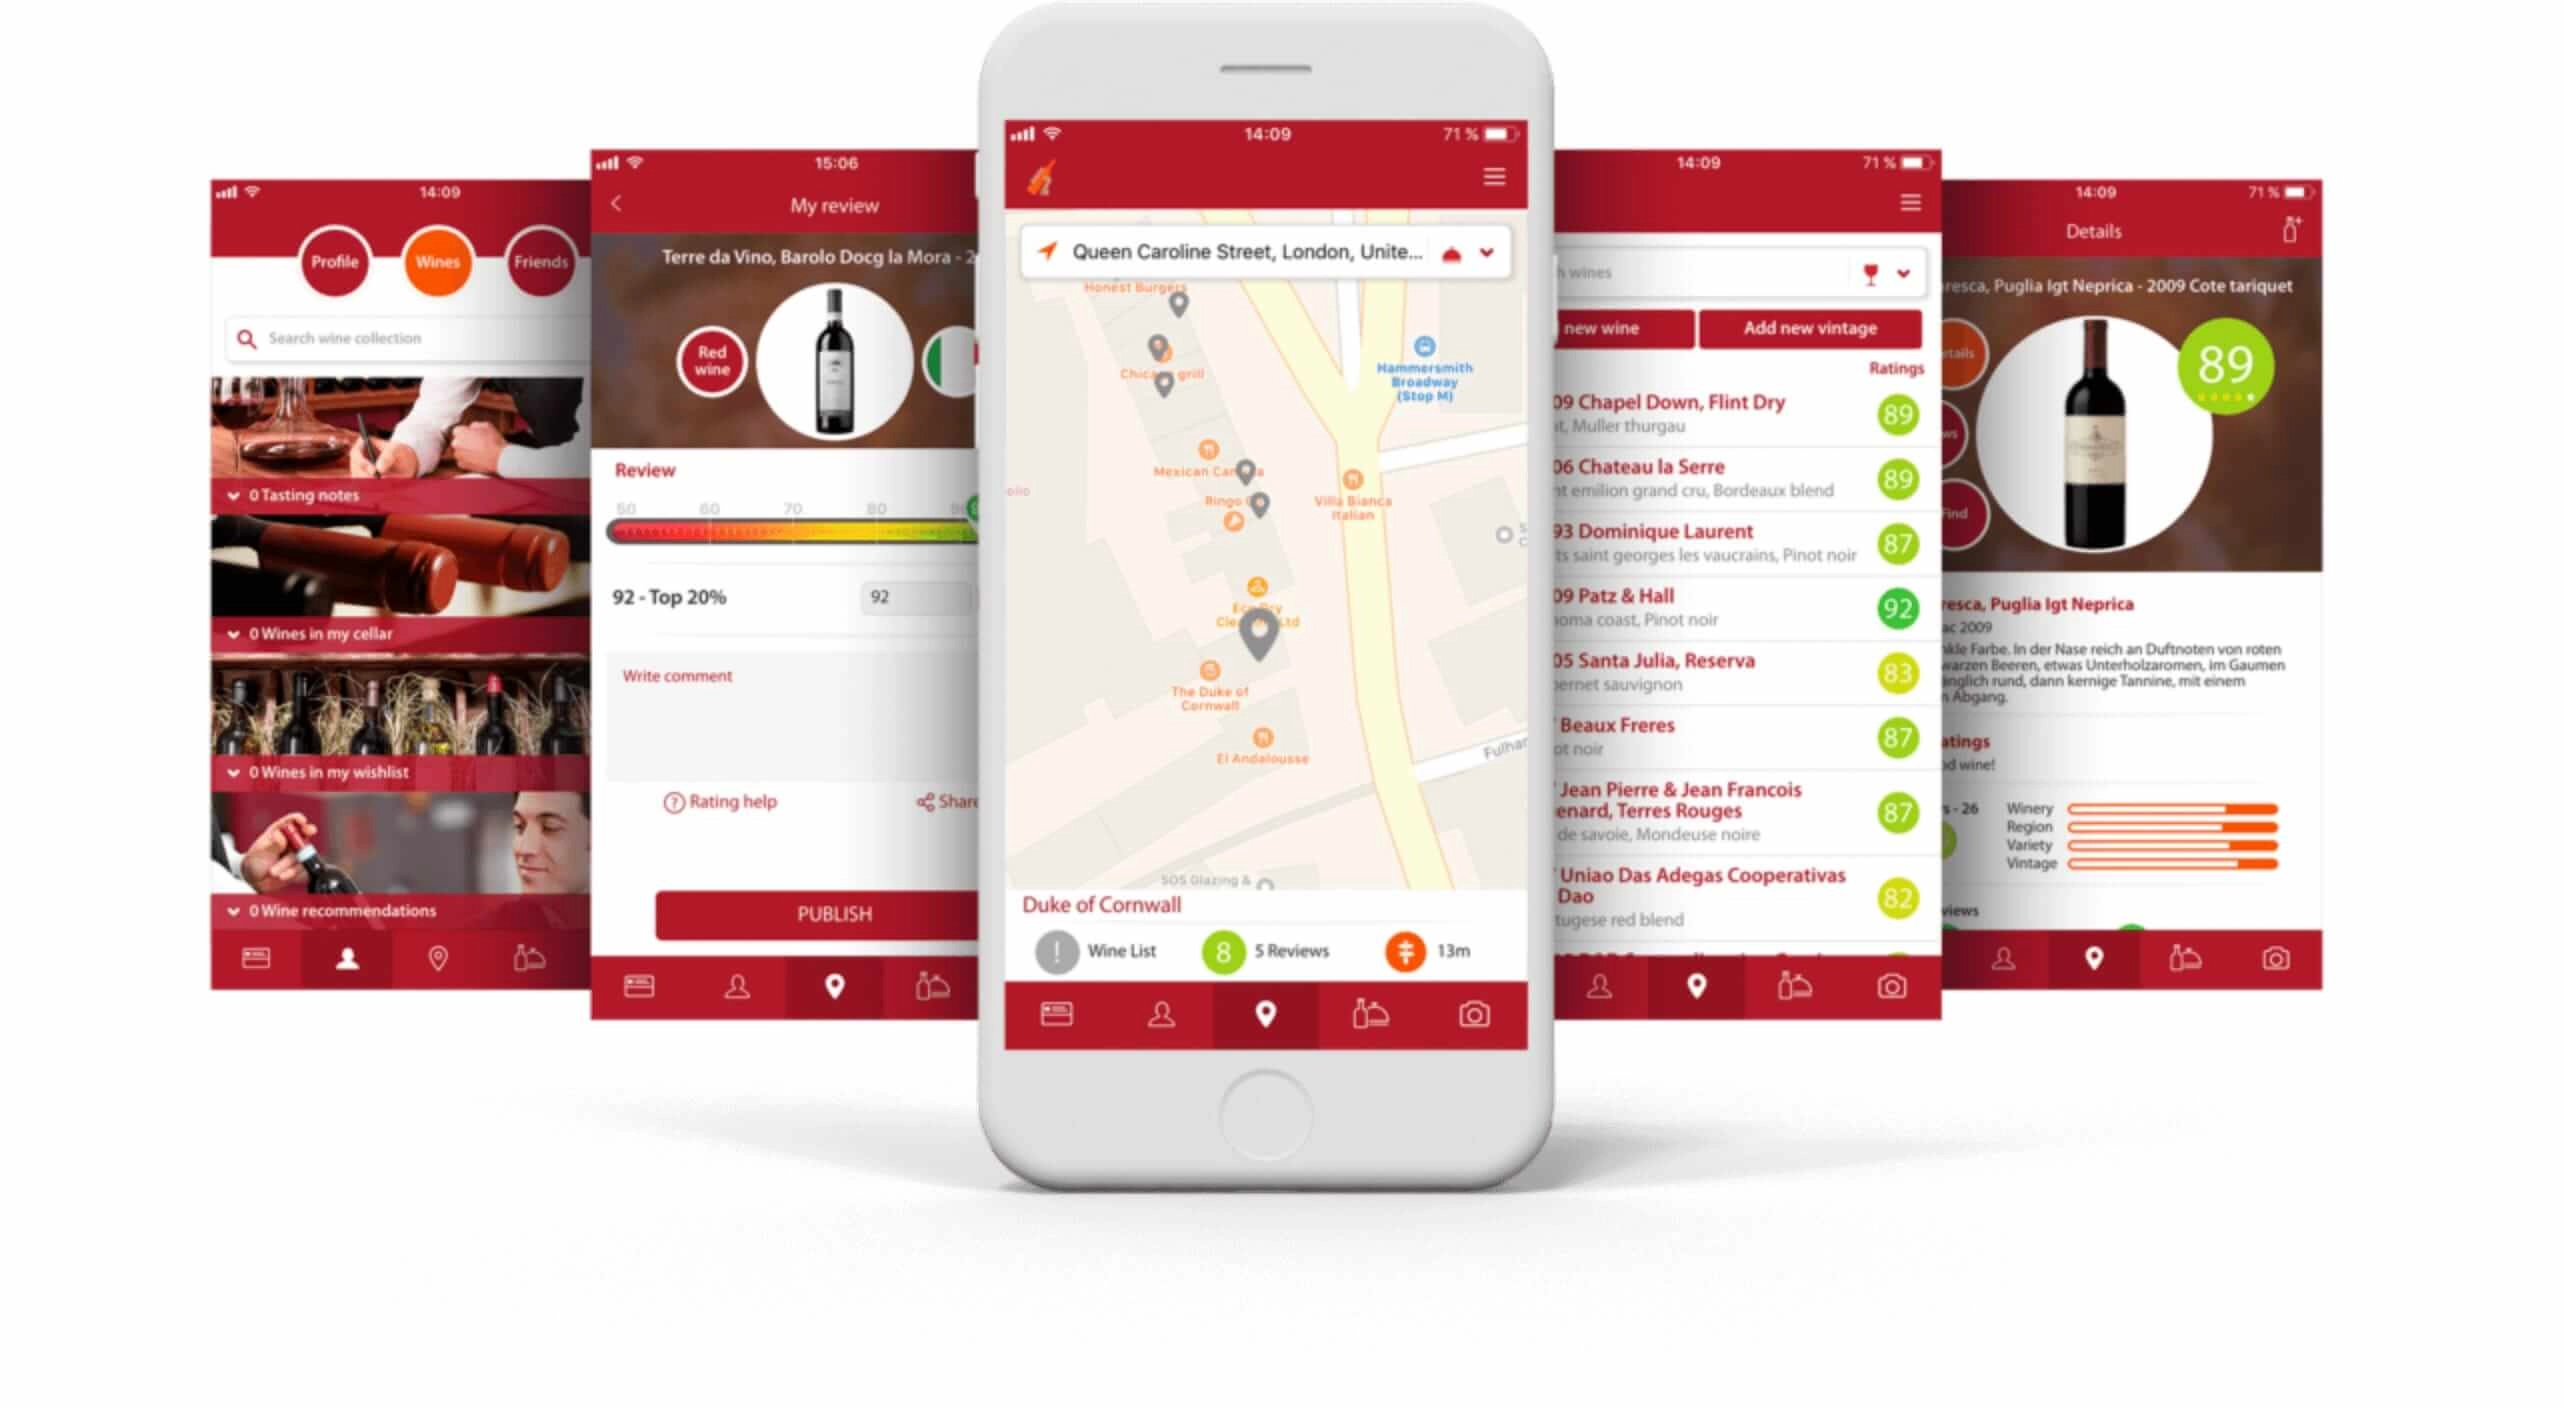 14:09
Profile
Wines
Friends
Search wine collection
0 Tasting notes
0 Wines in my cellar
0 Wines in my wishlist
0 Wine recommendations
15:06
My review
Terre da Vino, Barolo Docg la Mora - 2
Red
wine
Review
50 60 70 80
92 - Top 20%
92
Write comment
Rating help
Share
PUBLISH
14:09
71 %
Queen Caroline Street, London, Unite...
Honest Burgers
grill
Hammersmith
Broadway
(Stop M)
Mexican
Ringo
Villa Bianca
Italian
Ltd
The Duke of
Cornwall
El Andalousse
Fulhar
SOS Glazing &
Duke of Cornwall
! Wine List
8 5 Reviews
13m
14:09
71 %
wines
new wine
Add new vintage
Ratings
09 Chapel Down, Flint Dry
Muller thurgau
89
06 Chateau la Serre
nt emilion grand cru, Bordeaux blend
89
93 Dominique Laurent
ts saint georges les vaucrains, Pinot noir
87
09 Patz & Hall
noma coast, Pinot noir
92
05 Santa Julia, Reserva
bernet sauvignon
83
Beaux Freres
ot noir
87
Jean Pierre & Jean Francois
enard, Terres Rouges
de savoie, Mondeuse noire
87
Uniao Das Adegas Cooperativas
Dao
tugese red blend
82
14:09
71 %
Details
resca, Puglia Igt Neprica - 2009 Cote tariquet
etails
ws
Find
89
resca, Puglia Igt Neprica
ac 2009
nkle Farbe. In der Nase reich an Duftnoten von roten
warzen Beeren, etwas Unterholzaromen, im Gaumen
änglich rund, dann kernige Tannine, mit einem
Abgang.
atings
od wine!
s - 26
Winery
Region
Variety
Vintage
views